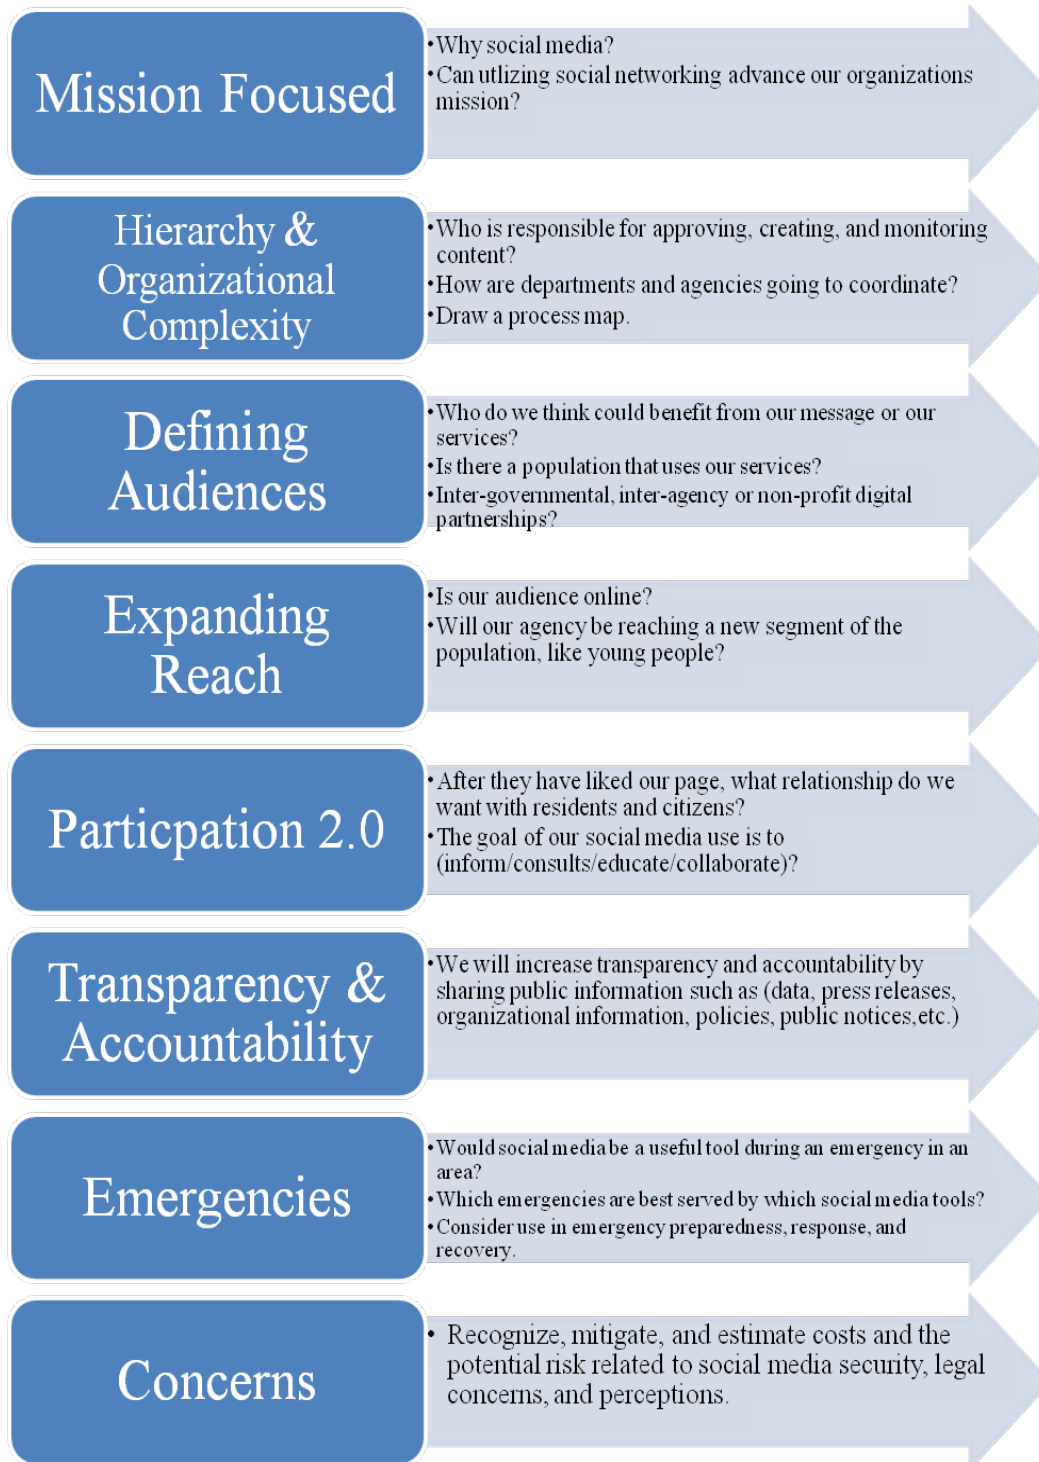 Mission Focused
•Why social media?
•Can utlizing social networking advance our organizations
mission?
Hierarchy &
Organizational
Complexity
•Who is responsible for approving, creating, and monitoring
content?
•How are departments and agencies going to coordinate?
•Draw a process map.
Defining
Audiences
•Who do we think could benefit from our message or our
services?
•Is there a population that uses our services?
•Inter-governmental, inter-agency or non-profit digital
partnerships?
Expanding
Reach
•Is our audience online?
•Will our agency be reaching a new segment of the
population, like young people?
Particpation 2.0
•After they have liked our page, what relationship do we
want with residents and citizens?
•The goal of our social media use is to
(inform/consults/educate/collaborate)?
Transparency &
Accountability
•We will increase transparency and accountability by
sharing public information such as (data, press releases,
organizational information, policies, public notices,etc.)
Emergencies
•Would social media be a useful tool during an emergency in an
area?
•Which emergencies are best served by which social media tools?
•Consider use in emergency preparedness, response, and
recovery.
Concerns
• Recognize, mitigate, and estimate costs and the
potential risk related to social media security, legal
concerns, and perceptions.